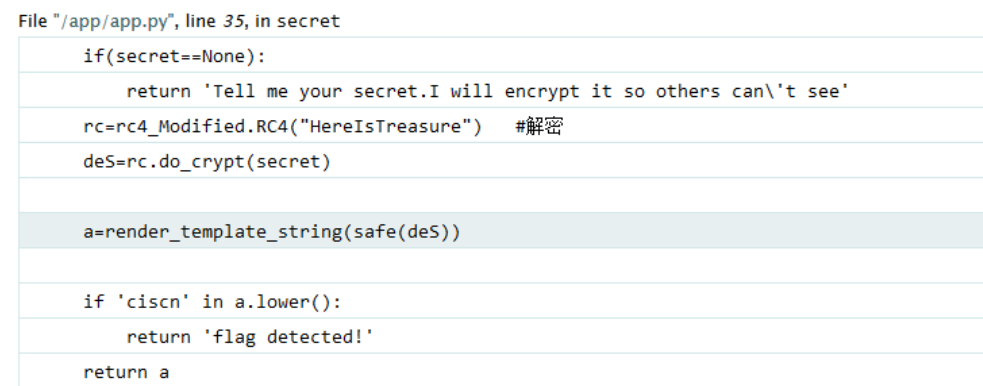 File "/app/app.py", line 35, in secret
if(secret==None):
return 'Tell me your secret.I will encrypt it so others can\'t see'
rc=rc4_Modified.RC4("HereIsTreasure") #解密
deS=rc.do_crypt(secret)
a=render_template_string(safe(deS))
if 'ciscn' in a.lower():
return 'flag detected!'
return a